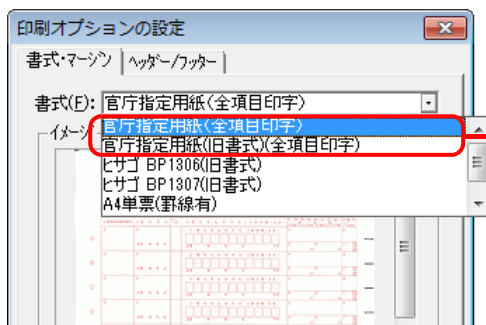 印刷オプションの設定
書式・マージン ヘッダー/フッター
書式(F): 官庁指定用紙(全項目印字)
イメージ
官庁指定用紙(全項目印字)
官庁指定用紙(旧書式)(全項目印字)
ヒサゴ BP1306(旧書式)
ヒサゴ BP1307(旧書式)
A4単票(罫線有)